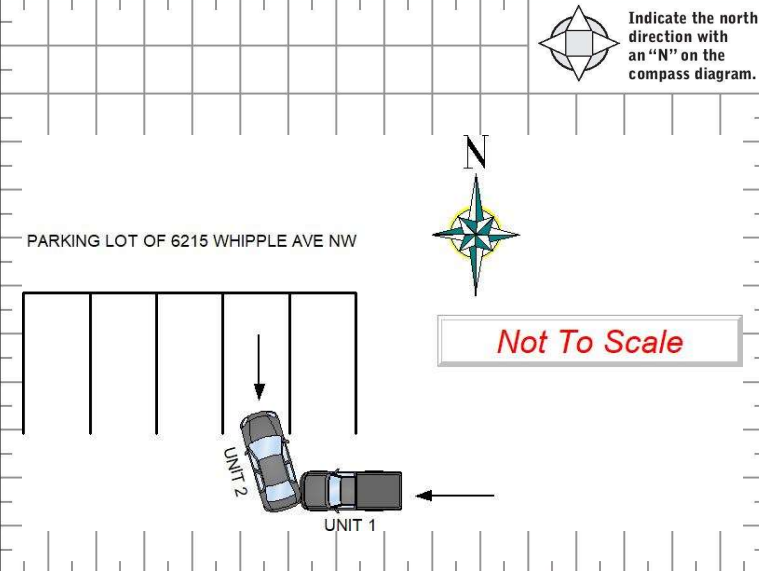 Indicate the north
direction with
an “N” on the
compass diagram.
N
PARKING LOT OF 6215 WHIPPLE AVE NW
Not To Scale
UNIT 2
UNIT 1